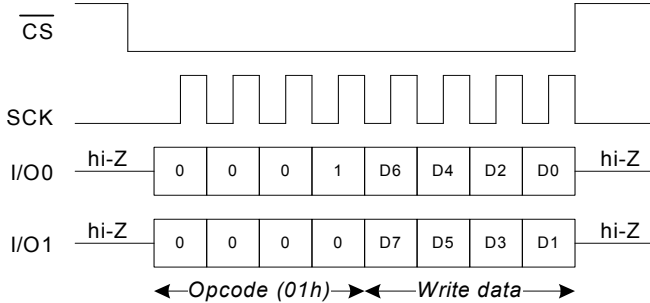 CS
SCK
I/O0 hi-Z 0 0 0 1 D6 D4 D2 D0 hi-Z
I/O1 hi-Z 0 0 0 0 D7 D5 D3 D1 hi-Z
Opcode (01h) Write data